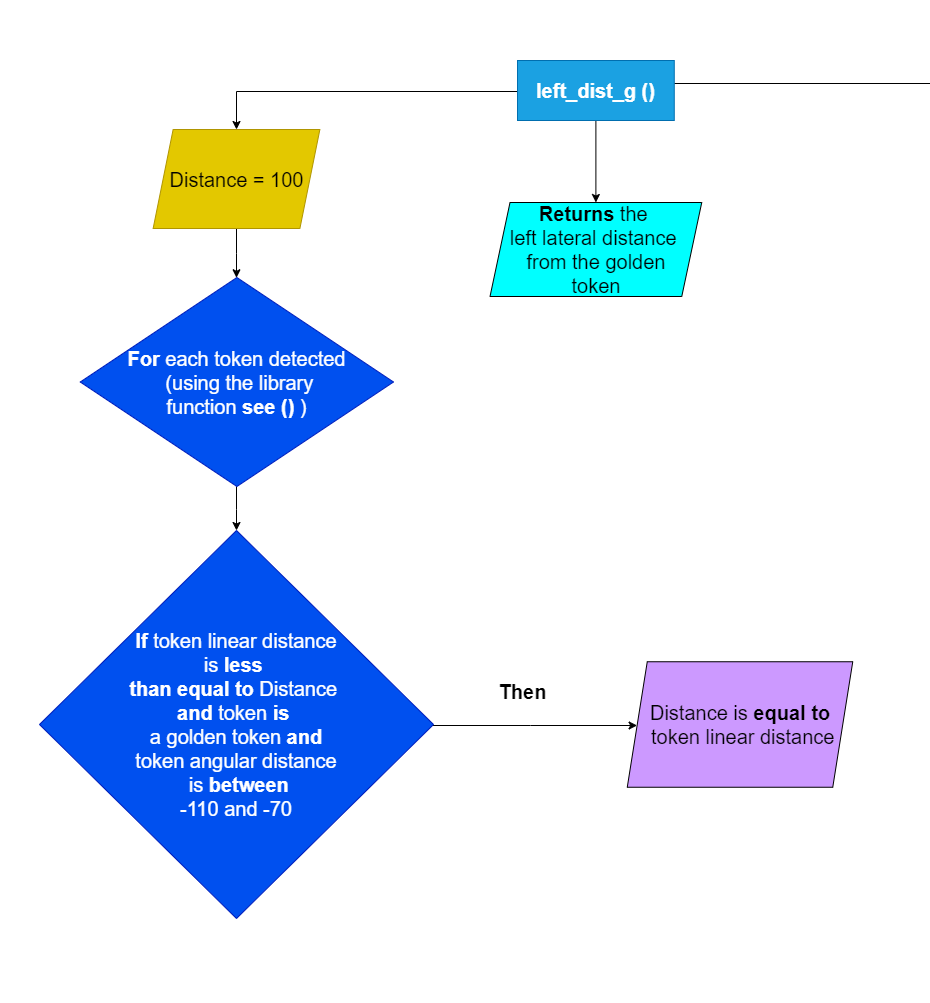 left_dist_g ()
Distance = 100
Returns the
left lateral distance
from the golden
token
For each token detected
(using the library
function see () )
If token linear distance
is less
than equal to Distance
and token is
a golden token and
token angular distance
is between
-110 and -70
Then
Distance is equal to
token linear distance